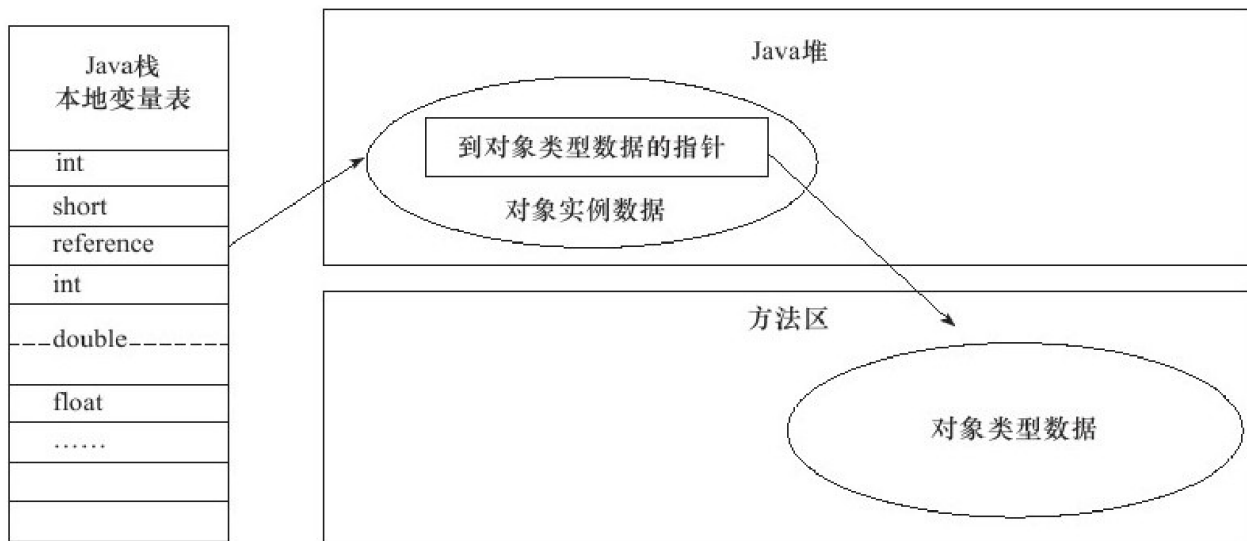 Java栈
本地变量表
int
short
reference
int
double
float
……
Java堆
到对象类型数据的指针
对象实例数据
方法区
对象类型数据